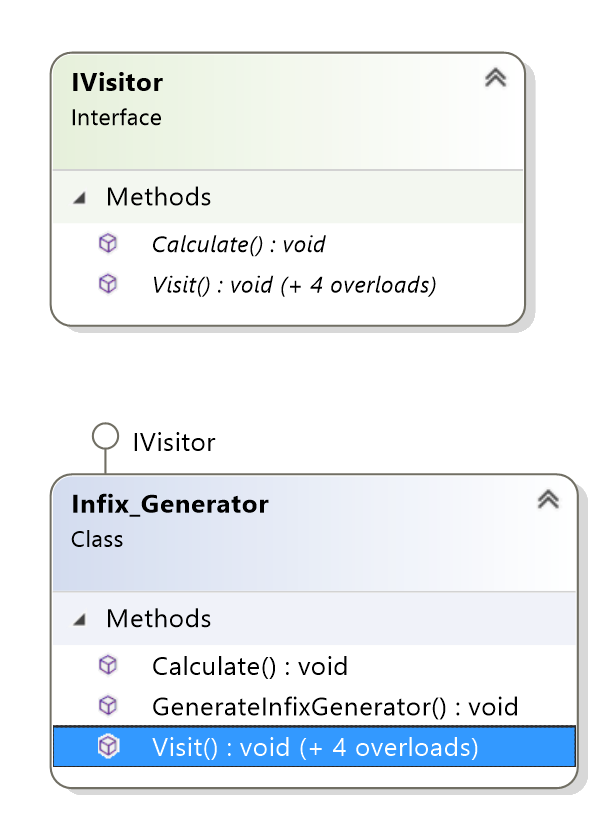 IVisitor
Interface
Methods
Calculate() : void
Visit() : void (+ 4 overloads)
IVisitor
Infix_Generator
Class
Methods
Calculate() : void
GenerateInfixGenerator() : void
Visit() : void (+ 4 overloads)